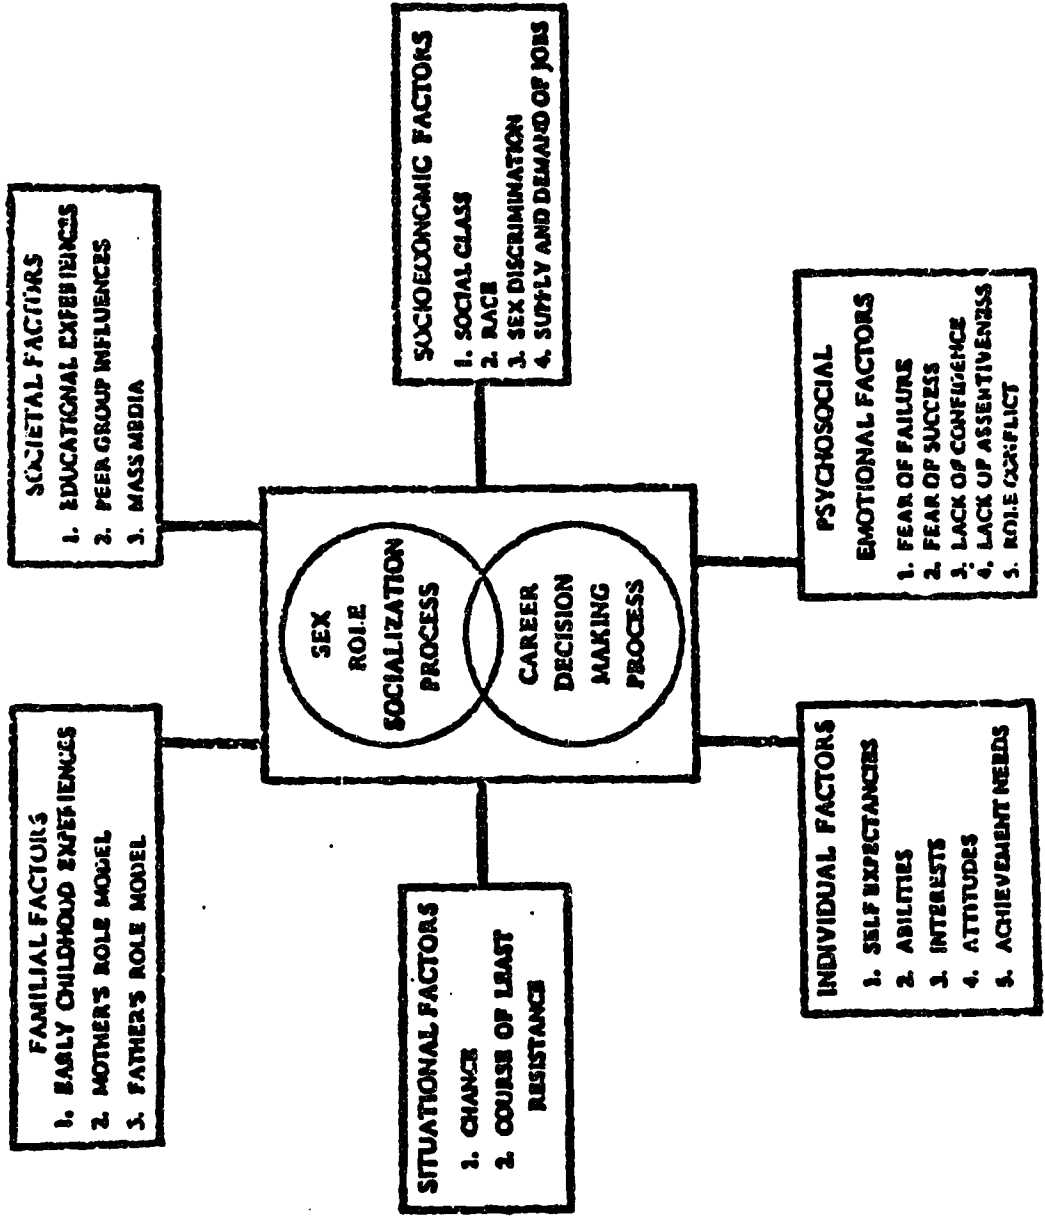 FAMILIAL FACTORS
1. EARLY CHILDHOOD EXPERIENCES
2. MOTHER'S ROLE MODEL
3. FATHER'S ROLE MODEL
SOCIETAL FACTORS
1. EDUCATIONAL EXPERIENCES
2. PEER GROUP INFLUENCES
3. MASS MEDIA
SITUATIONAL FACTORS
1. CHANCE
2. COURSE OF LEAST
RESISTANCE
SEX
ROLE
SOCIALIZATION
PROCESS
CAREER
DECISION
MAKING
PROCESS
SOCIOECONOMIC FACTORS
1. SOCIAL CLASS
2. RACE
3. SEX DISCRIMINATION
4. SUPPLY AND DEMAND OF JOBS
INDIVIDUAL FACTORS
1. SELF EXPECTANCIES
2. ABILITIES
3. INTERESTS
4. ATTITUDES
5. ACHIEVEMENT NEEDS
PSYCHOSOCIAL
EMOTIONAL FACTORS
1. FEAR OF FAILURE
2. FEAR OF SUCCESS
3. LACK OF CONFIDENCE
4. LACK OF ASSERTIVENESS
5. ROLE CONFLICT